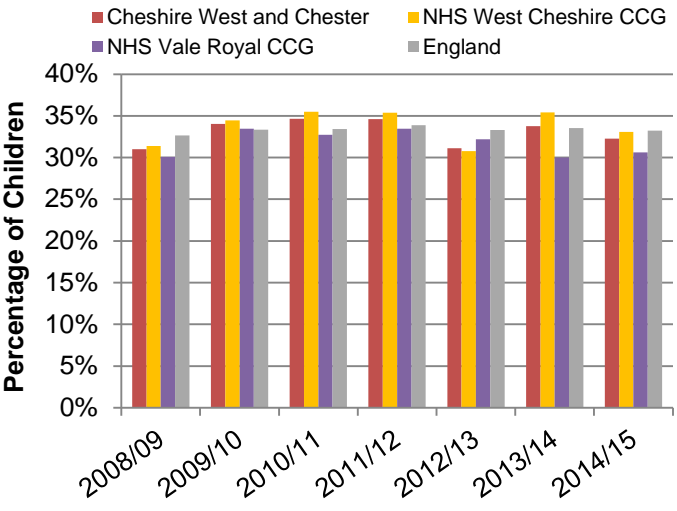 Cheshire West and Chester NHS West Cheshire CCG
NHS Vale Royal CCG England
Percentage of Children
40%
35%
30%
25%
20%
15%
10%
5%
0%
2008/09 2009/10 2010/11 2011/12 2012/13 2013/14 2014/15